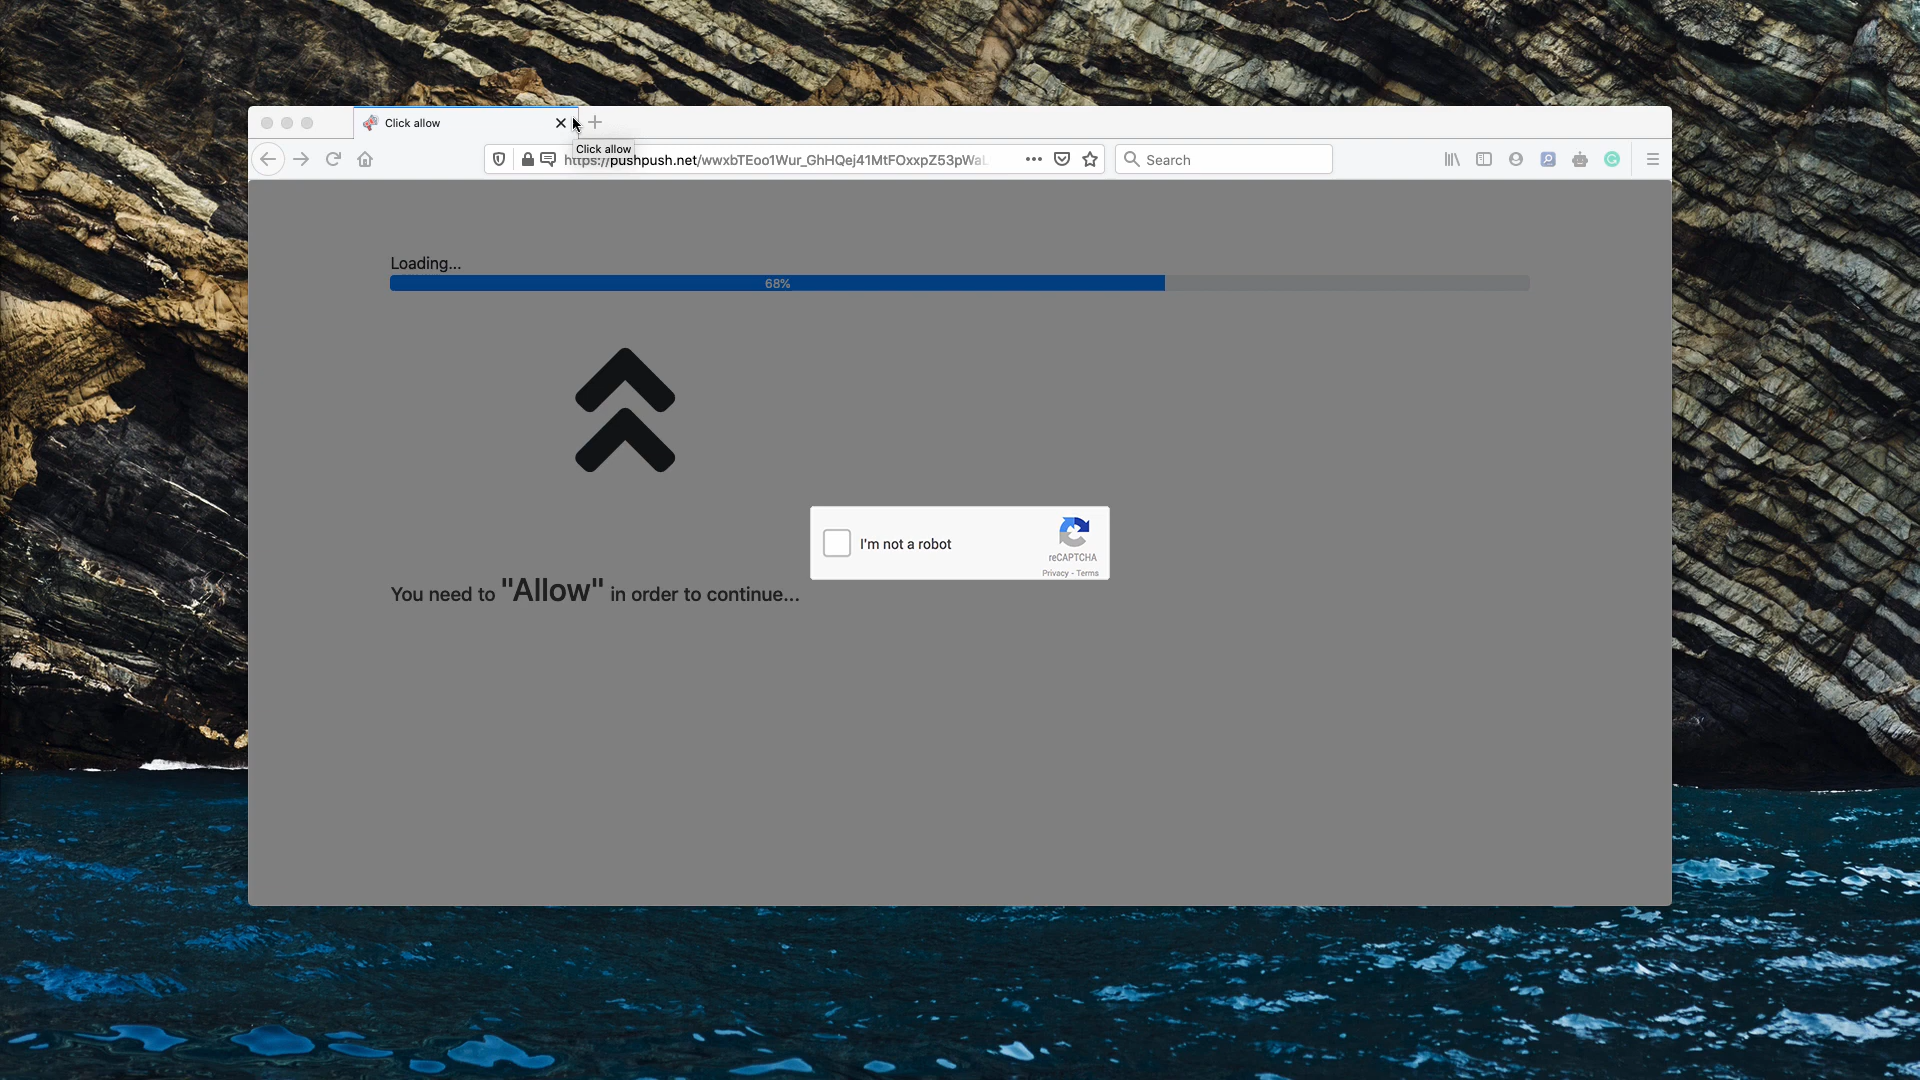 Click allow
Click allow
https://pushpush.net/wwxbTEoo1Wur_GhHQej41MtFOxxpZ53pWaL
Search
Loading...
68%
I'm not a robot
reCAPTCHA
Privacy - Terms
You need to "Allow" in order to continue...